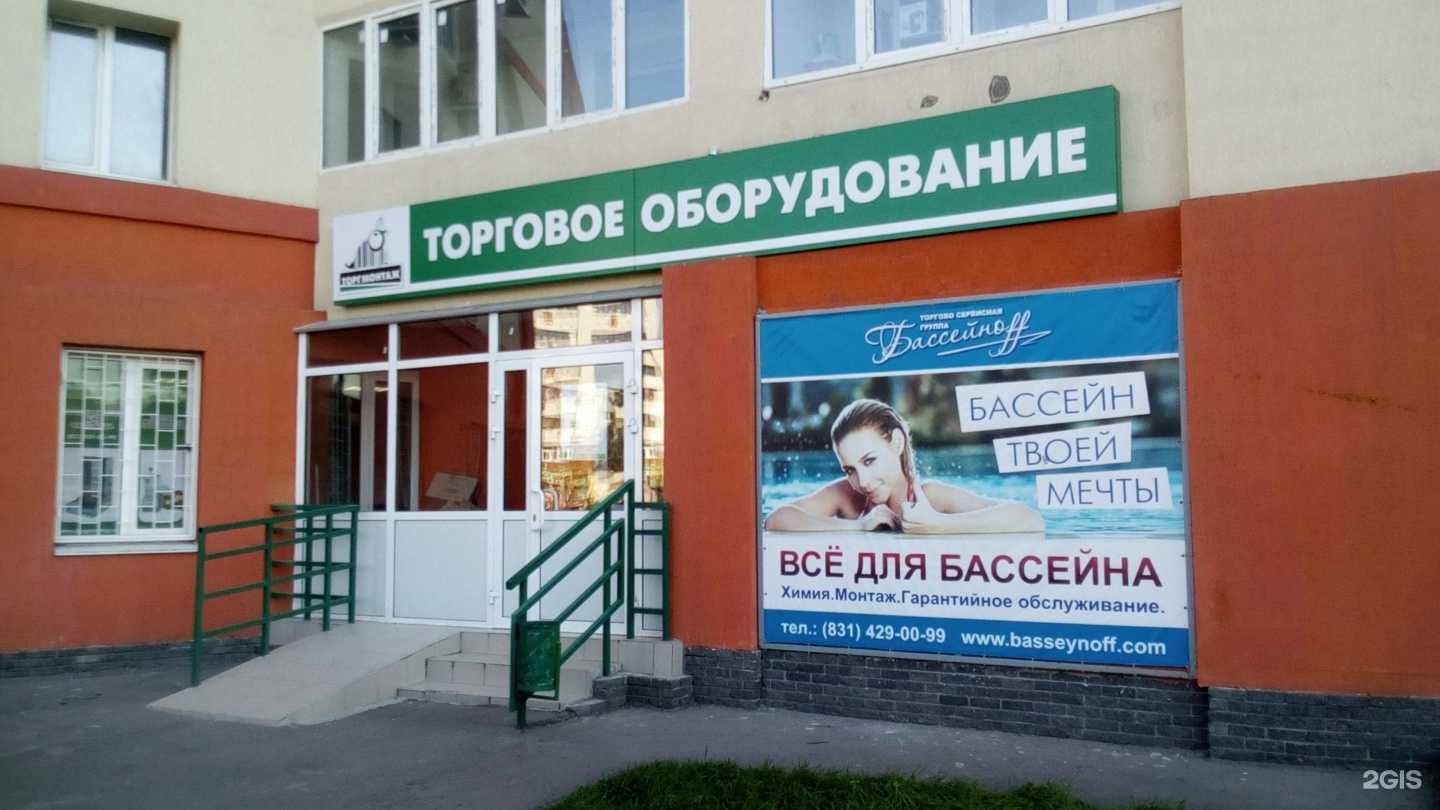 ТОРГОВОЕ ОБОРУДОВАНИЕ
ТОРГМОНТАЖ
ТОРГОВО СЕРВИСНАЯ
ГРУППА
Бассейноff
БАССЕЙН
ТВОЕЙ
МЕЧТЫ
ВСЁ ДЛЯ БАССЕЙНА
Химия.Монтаж.Гарантийное обслуживание.
тел.: (831) 429-00-99 www.basseynoff.com
2GIS